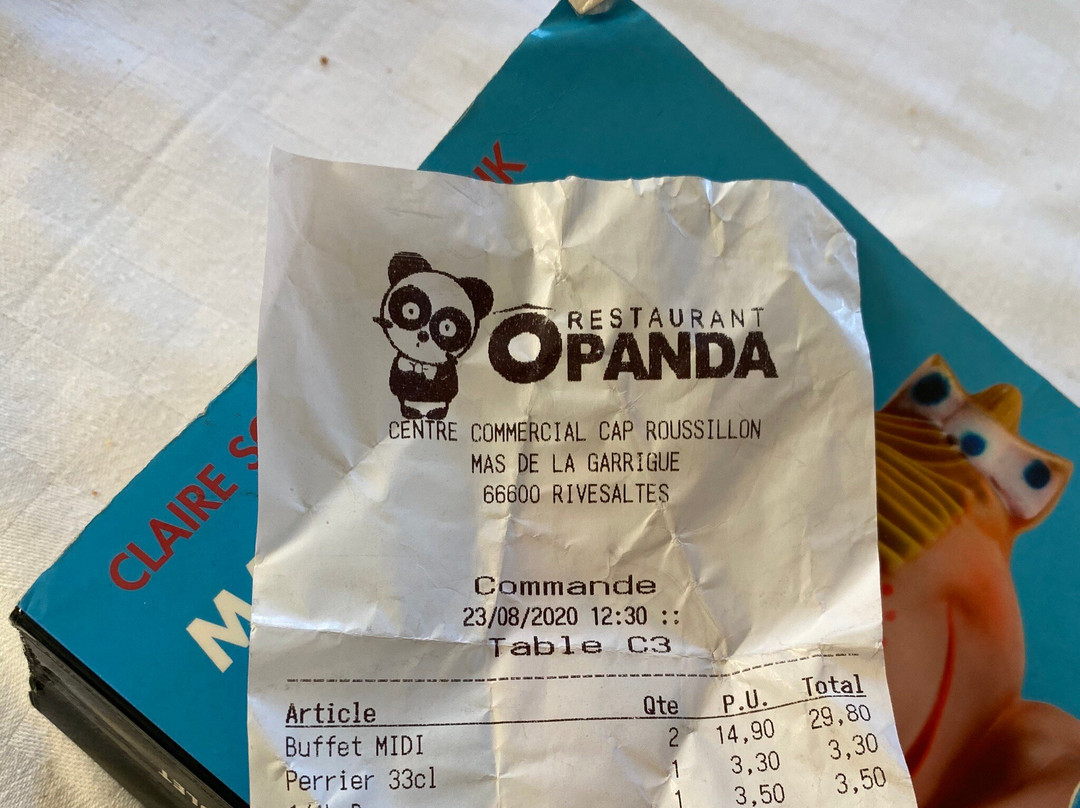 CLAIRE
RESTAURANT
ÔPANDA
CENTRE COMMERCIAL CAP ROUSSILLON
MAS DE LA GARRIGUE
66600 RIVESALTES
Commande
23/08/2020 12:30 ::
Table C3
Article Qte P.U. Total
Buffet MIDI 2 14,90 29,80
Perrier 33cl 1 3,30 3,30
1 3,50 3,50